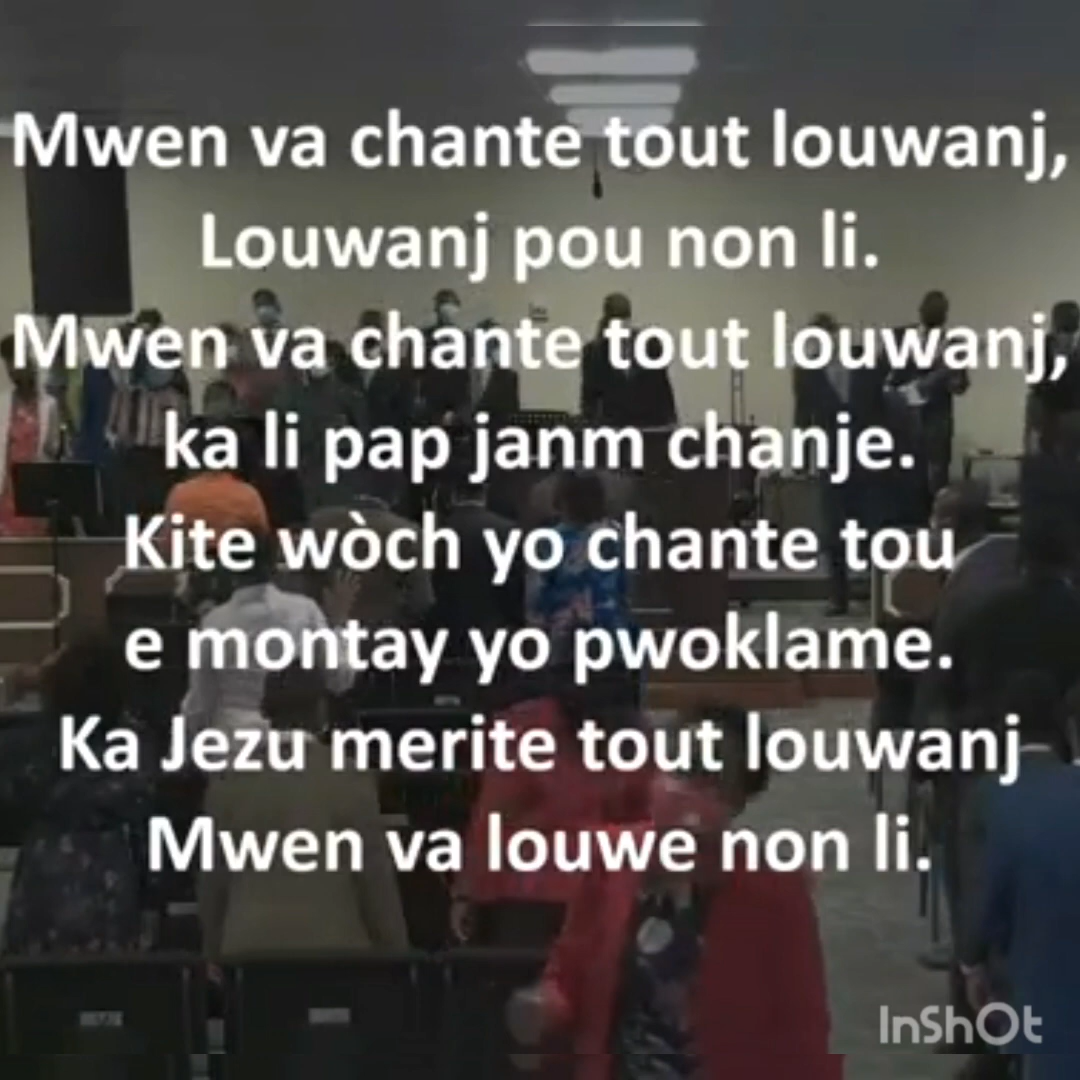 Mwen va chante tout louwanj,
Louwanj pou non li.
Mwen va chante tout louwanj,
ka li pap janm chanje.
Kite wòch yo chante tou
e montay yo pwoklame.
Ka Jezu merite tout louwanj
Mwen va louwe non li.
InShOt